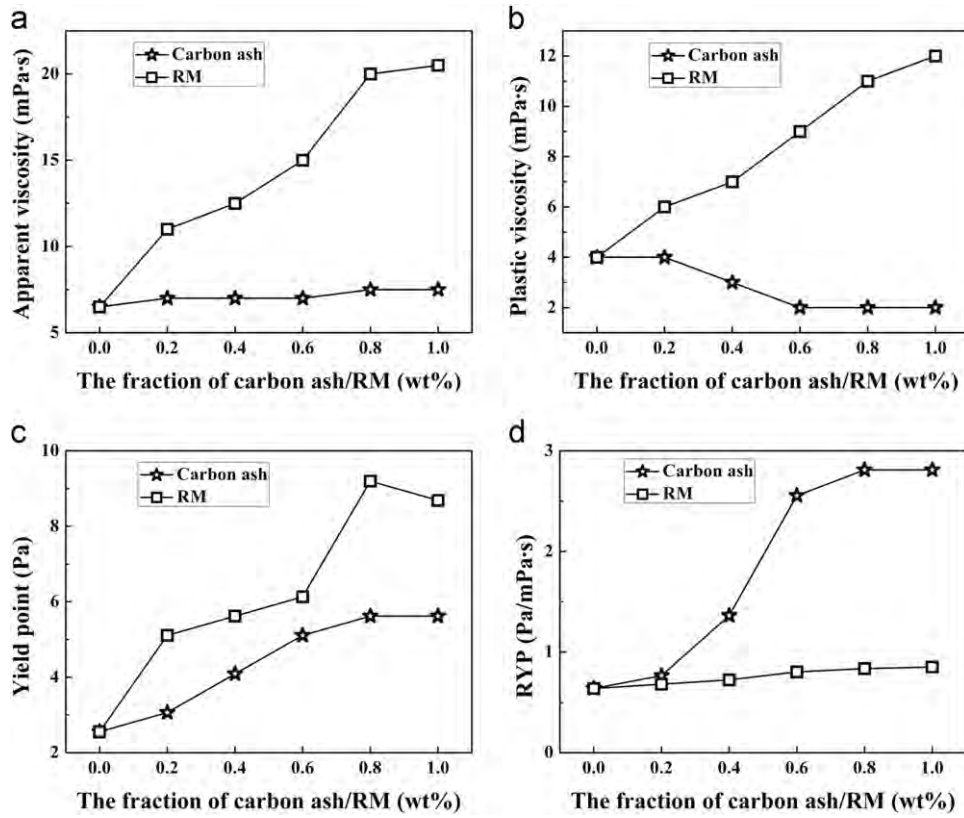 a
Apparent viscosity (mPa·s)
20
15
10
5
Carbon ash
RM
0.0 0.2 0.4 0.6 0.8 1.0
The fraction of carbon ash/RM (wt%)
b
Plastic viscosity (mPa·s)
12
10
8
6
4
2
Carbon ash
RM
0.0 0.2 0.4 0.6 0.8 1.0
The fraction of carbon ash/RM (wt%)
c
Yield point (Pa)
10
8
6
4
2
Carbon ash
RM
0.0 0.2 0.4 0.6 0.8 1.0
The fraction of carbon ash/RM (wt%)
d
RYP (Pa/mPa·s)
3
2
1
0
Carbon ash
RM
0.0 0.2 0.4 0.6 0.8 1.0
The fraction of carbon ash/RM (wt%)